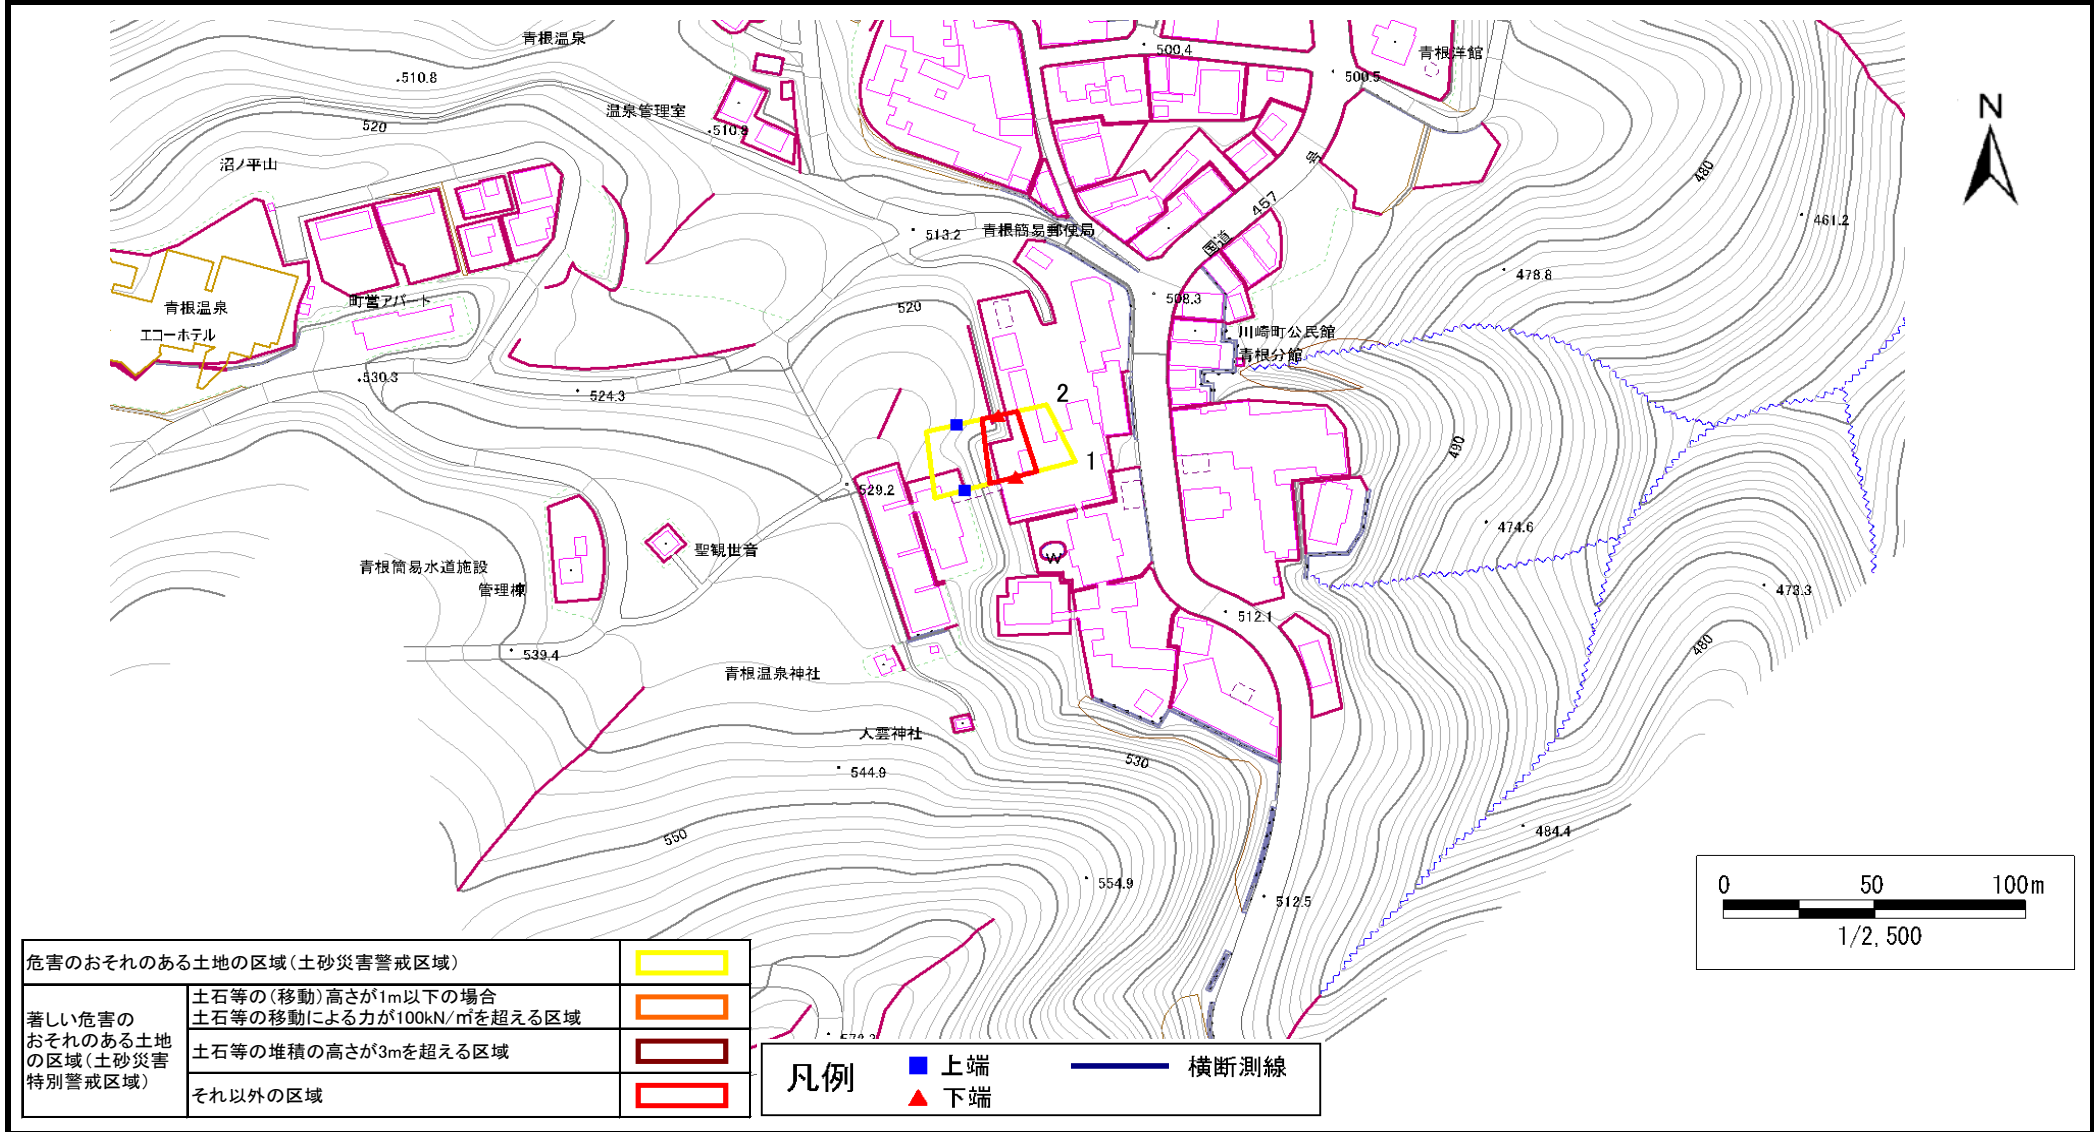 青根温泉
500.4
青根洋館
510.8
500.5
温泉管理室
510.9
520
沼ノ平山
480
号
457
461.2
国道
513.2
青根簡易郵便局
478.8
508.3
町営アパート
520
青根温泉
エコーホテル
川崎町公民館
青根分館
530.3
524.3
2
1
490
529.2
474.6
聖観世音
W
青根簡易水道施設
管理棟
473.3
512.1
539.4
480
青根温泉神社
530
544.9
550
484.4
554.9
512.5
N
0 50 100m
1/2,500
危害のおそれのある土地の区域(土砂災害警戒区域)
著しい危害の
おそれのある土地
の区域(土砂災害
特別警戒区域)
土石等の(移動)高さが1m以下の場合
土石等の移動による力が100kN/㎡を超える区域
土石等の堆積の高さが3mを超える区域
それ以外の区域
凡例
上端
下端
横断測線